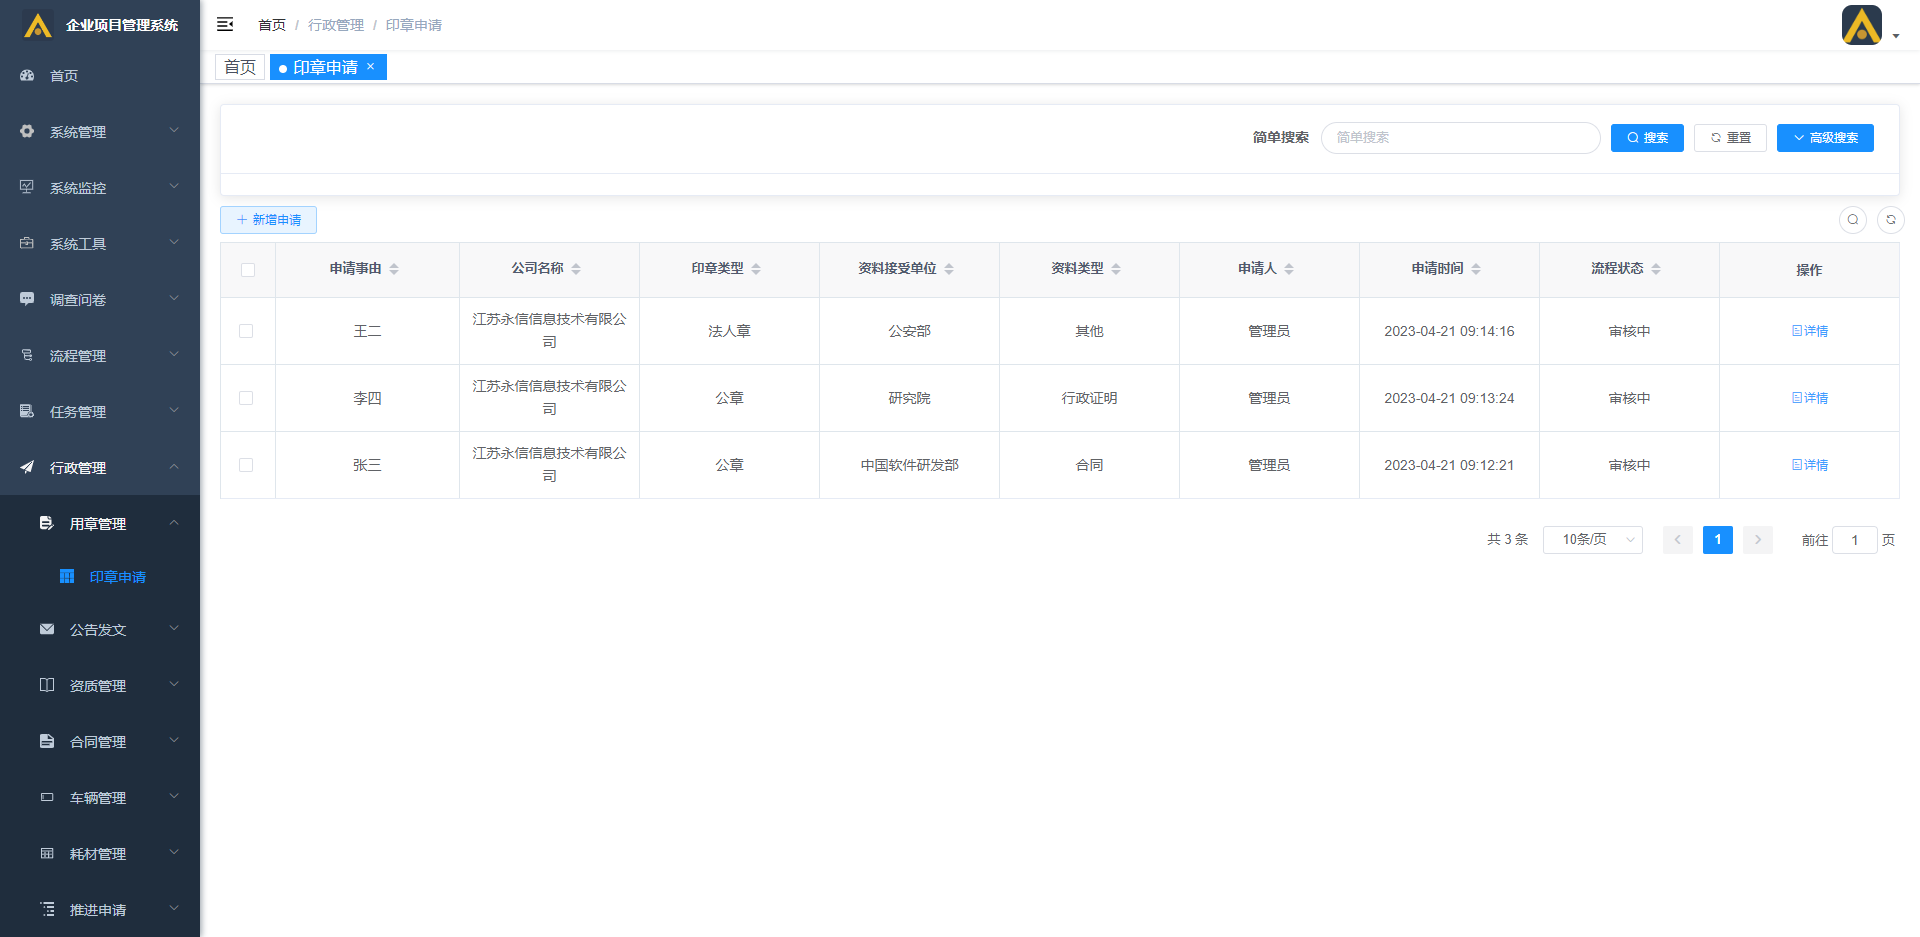 企业项目管理系统
首页
系统管理
系统监控
系统工具
调查问卷
流程管理
任务管理
行政管理
用章管理
印章申请
公告发文
资质管理
合同管理
车辆管理
耗材管理
推进申请
首页 / 行政管理 / 印章申请
首页 印章申请 ×
简单搜索 简单搜索 搜索 重置 高级搜索
新增申请
申请事由 公司名称 印章类型 资料接受单位 资料类型 申请人 申请时间 流程状态 操作
王二 江苏永信信息技术有限公司 法人章 公安部 其他 管理员 2023-04-21 09:14:16 审核中 详情
李四 江苏永信信息技术有限公司 公章 研究院 行政证明 管理员 2023-04-21 09:13:24 审核中 详情
张三 江苏永信信息技术有限公司 公章 中国软件研发部 合同 管理员 2023-04-21 09:12:21 审核中 详情
共 3 条 10条/页 1 前往 1 页